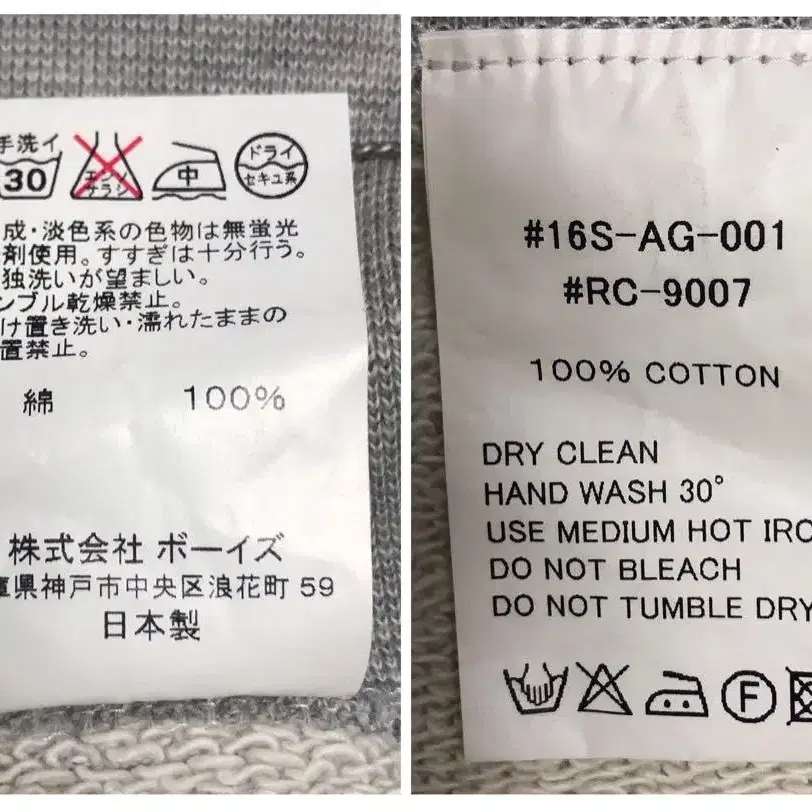 手洗イ
30
エンソ
サラシ
中
ドライ
セキユ系
成・淡色系の色物は無蛍光
剤使用。すすぎは十分行う。
独洗いが望ましい。
ンブル乾燥禁止。
け置き洗い・濡れたままの
置禁止。
綿 100%
株式会社 ボーイズ
庫県神戸市中央区浪花町 59
日本製
#16S-AG-001
#RC-9007
100% COTTON
DRY CLEAN
HAND WASH 30°
USE MEDIUM HOT IRO
DO NOT BLEACH
DO NOT TUMBLE DRY
F